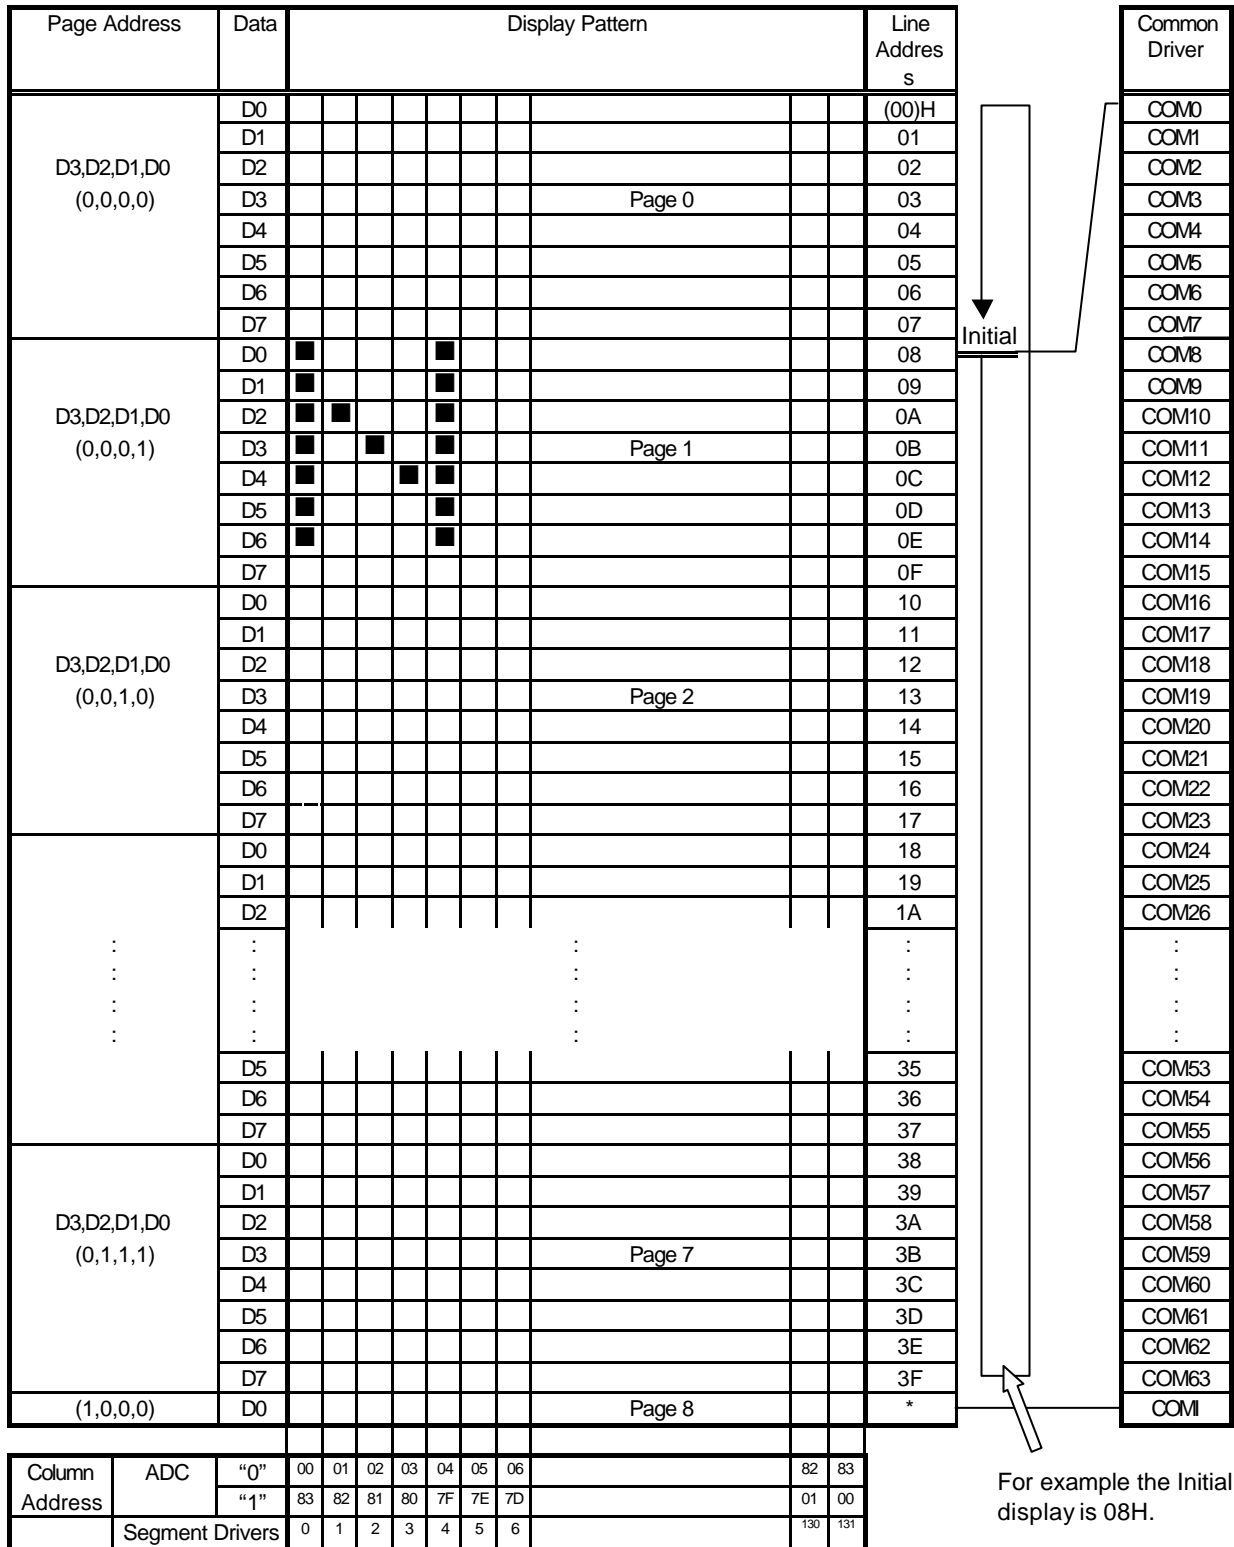 Page Address Data Display Pattern Line Common
Addres Driver
s
D0 (00)H COM0
D1 01 COM1
D3,D2,D1,D0 D2 02 COM2
(0,0,0,0) D3 Page 0 03 COM3
D4 04 COM4
D5 05 COM5
D6 06 COM6
D7 07 COM7
Initial
D0 08 COM8
D1 09 COM9
D3,D2,D1,D0 D2 0A COM10
(0,0,0,1) D3 Page 1 0B COM11
D4 0C COM12
D5 0D COM13
D6 0E COM14
D7 0F COM15
D0 10 COM16
D1 11 COM17
D3,D2,D1,D0 D2 12 COM18
(0,0,1,0) D3 Page 2 13 COM19
D4 14 COM20
D5 15 COM21
D6 16 COM22
D7 17 COM23
D0 18 COM24
D1 19 COM25
D2 1A COM26
: : : : :
: : : : :
: : : : :
: : : : :
D5 35 COM53
D6 36 COM54
D7 37 COM55
D0 38 COM56
D1 39 COM57
D3,D2,D1,D0 D2 3A COM58
(0,1,1,1) D3 Page 7 3B COM59
D4 3C COM60
D5 3D COM61
D6 3E COM62
D7 3F COM63
(1,0,0,0) D0 Page 8 * COMI
Column ADC “0” 00 01 02 03 04 05 06 82 83
Address “1” 83 82 81 80 7F 7E 7D 01 00
Segment Drivers 0 1 2 3 4 5 6 130 131
For example the Initial
display is 08H.